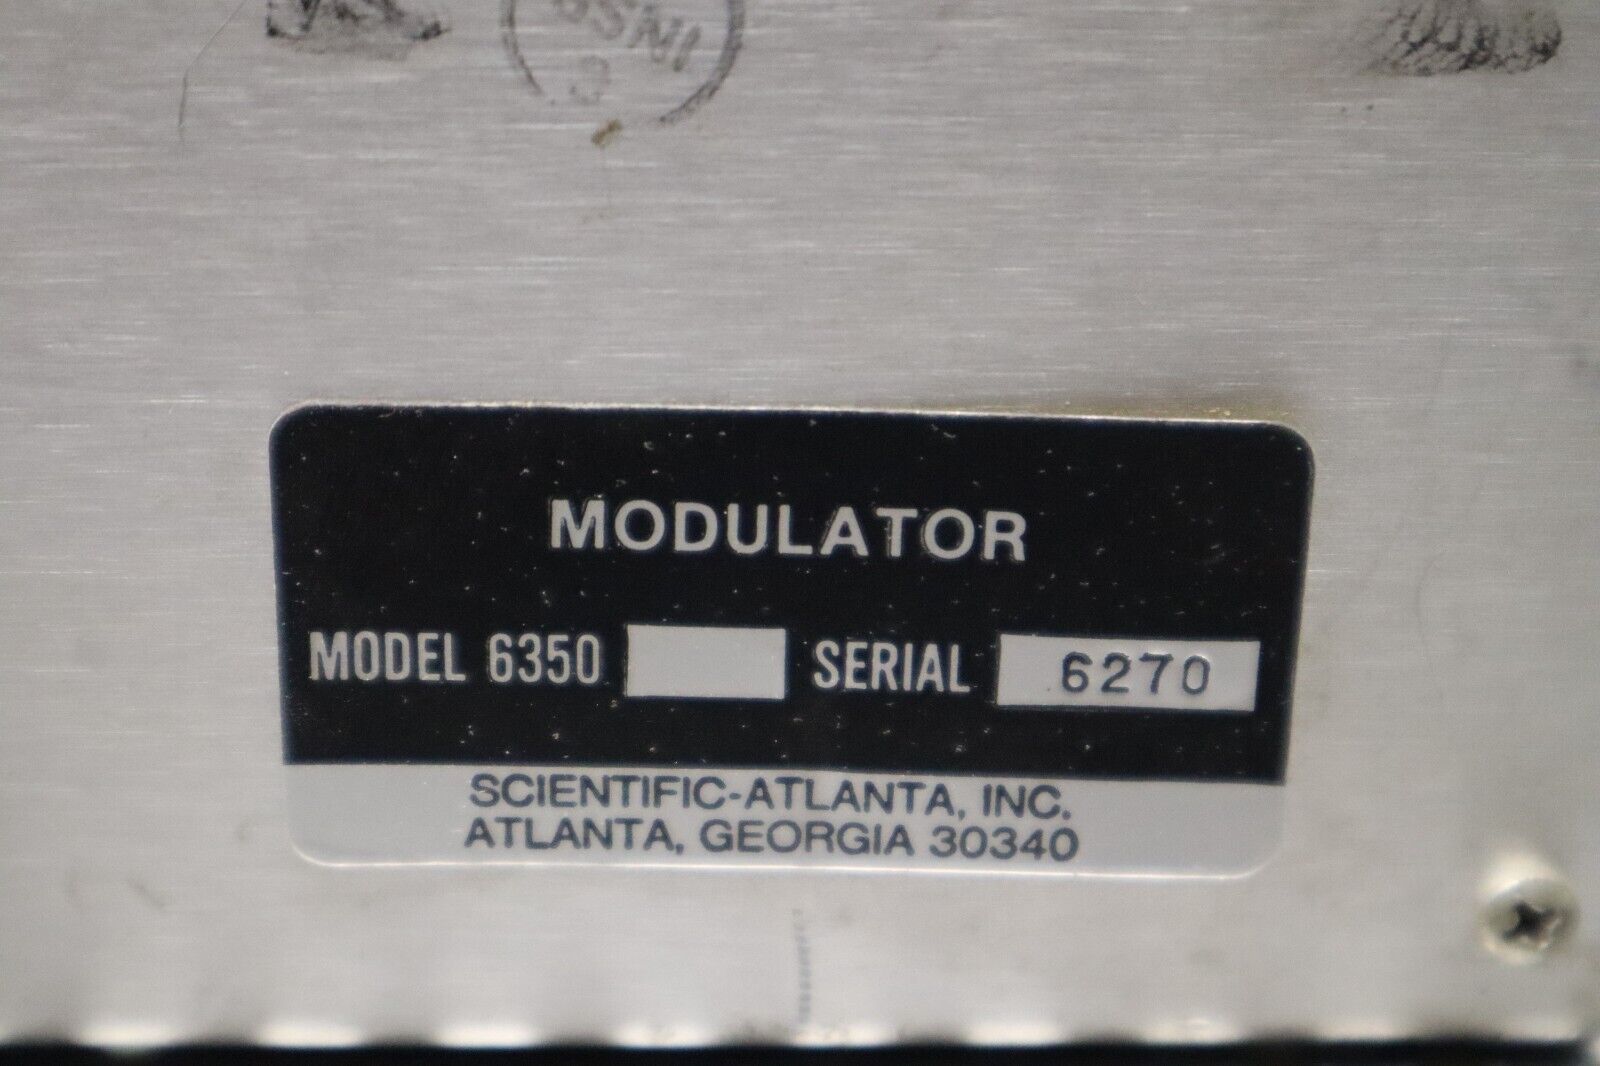 MODULATOR
MODEL 6350 SERIAL 6270
SCIENTIFIC-ATLANTA, INC.
ATLANTA, GEORGIA 30340